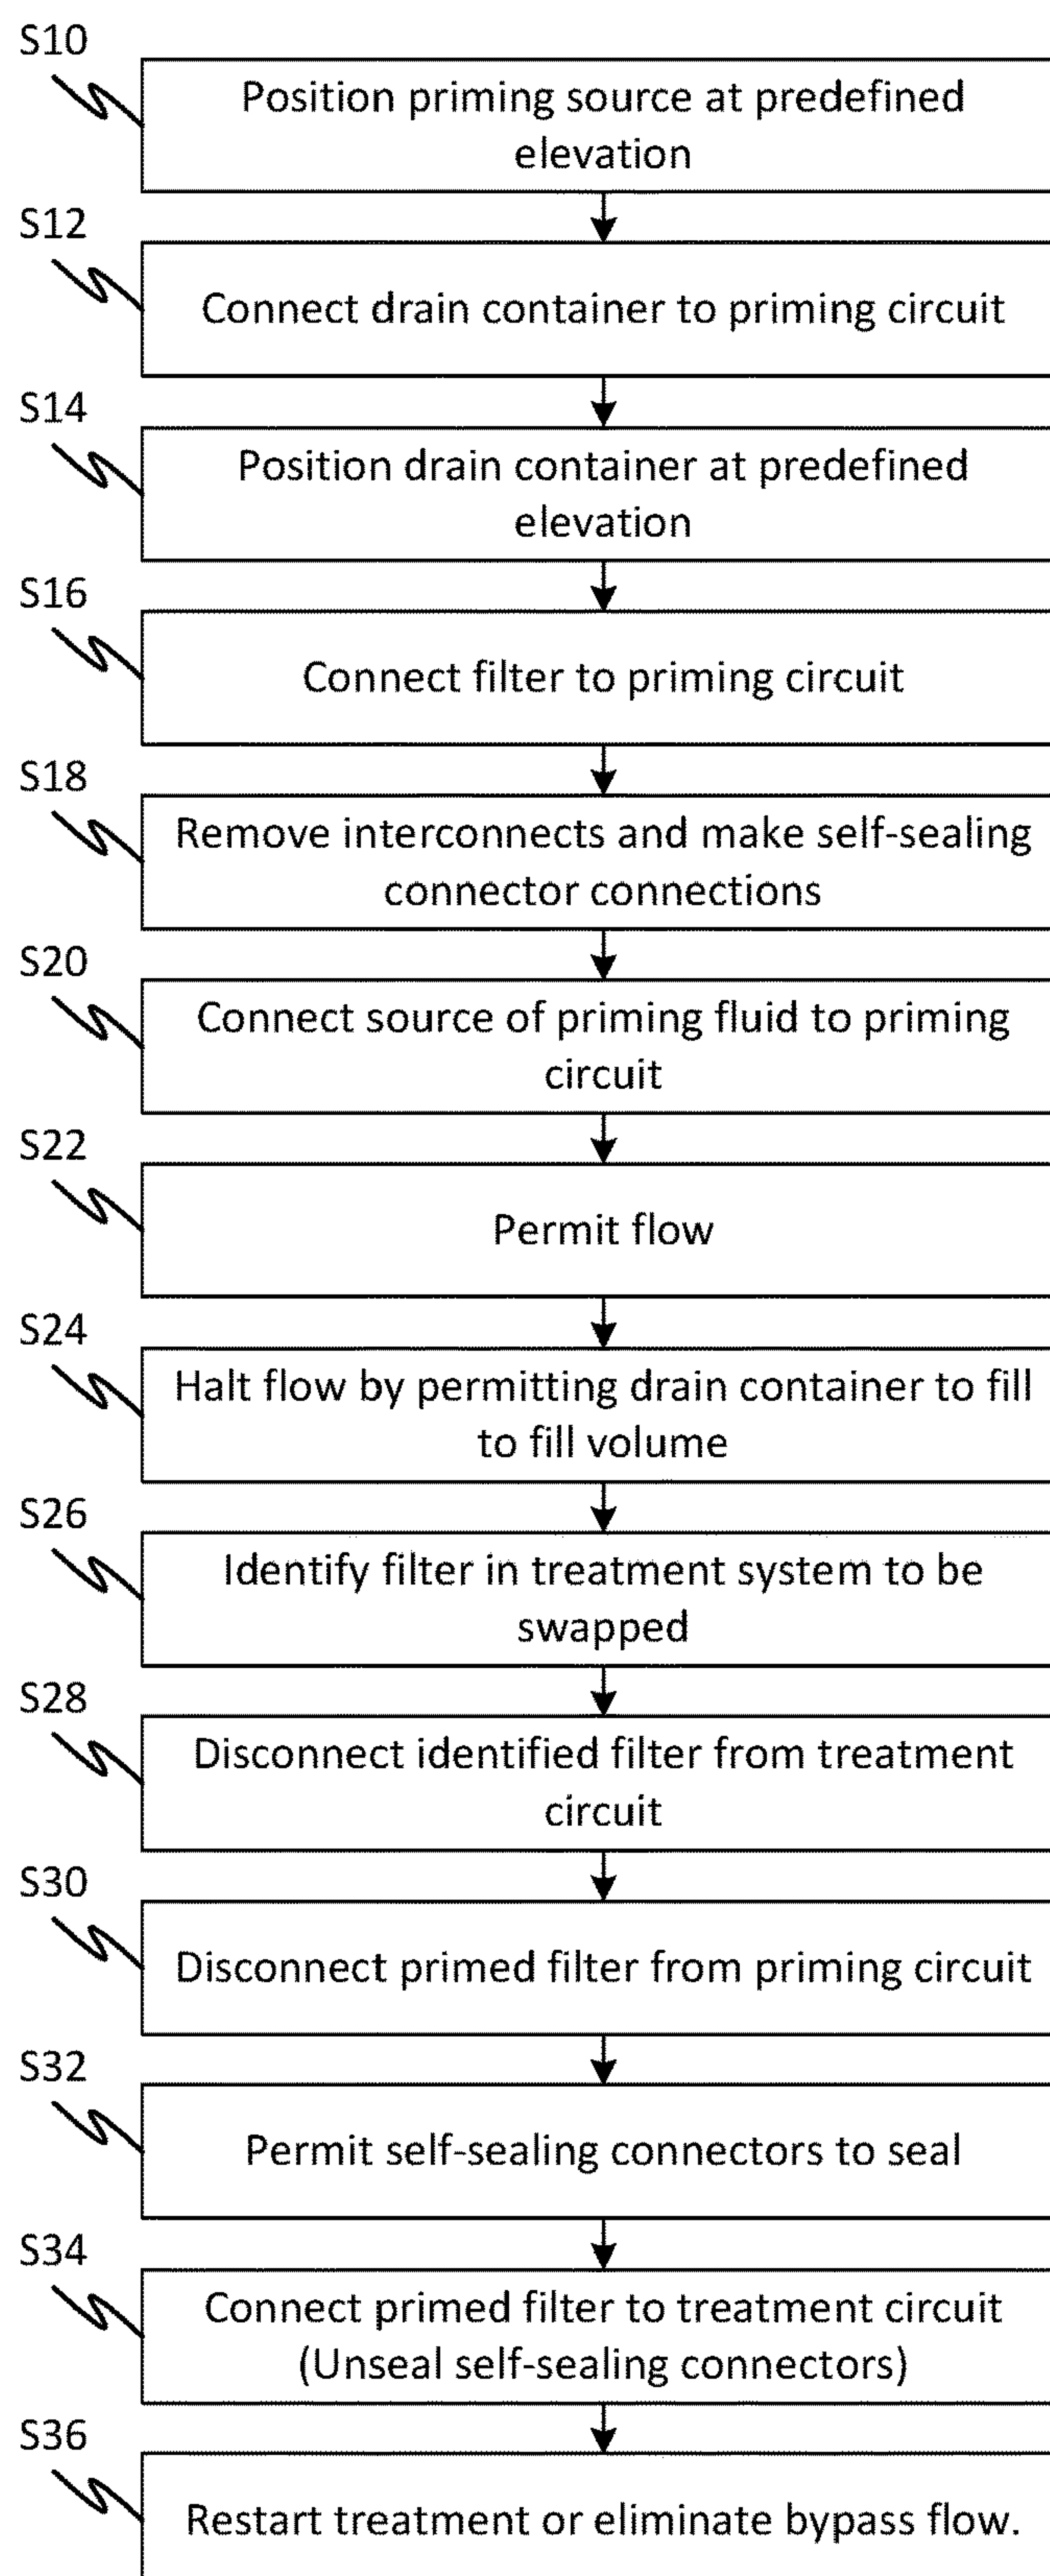 S10
Position priming source at predefined
elevation
S12
Connect drain container to priming circuit
S14
Position drain container at predefined
elevation
S16
Connect filter to priming circuit
S18
Remove interconnects and make self-sealing
connector connections
S20
Connect source of priming fluid to priming
circuit
S22
Permit flow
S24
Halt flow by permitting drain container to fill
to fill volume
S26
Identify filter in treatment system to be
swapped
S28
Disconnect identified filter from treatment
circuit
S30
Disconnect primed filter from priming circuit
S32
Permit self-sealing connectors to seal
S34
Connect primed filter to treatment circuit
(Unseal self-sealing connectors)
S36
Restart treatment or eliminate bypass flow.